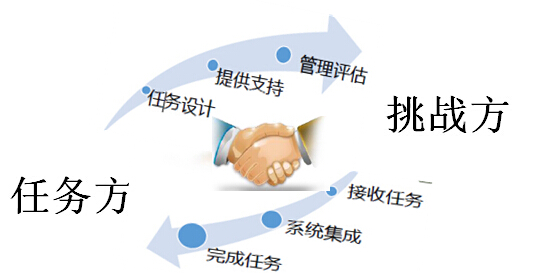 任务设计
提供支持
管理评估
挑战方
任务方
接收任务
系统集成
完成任务